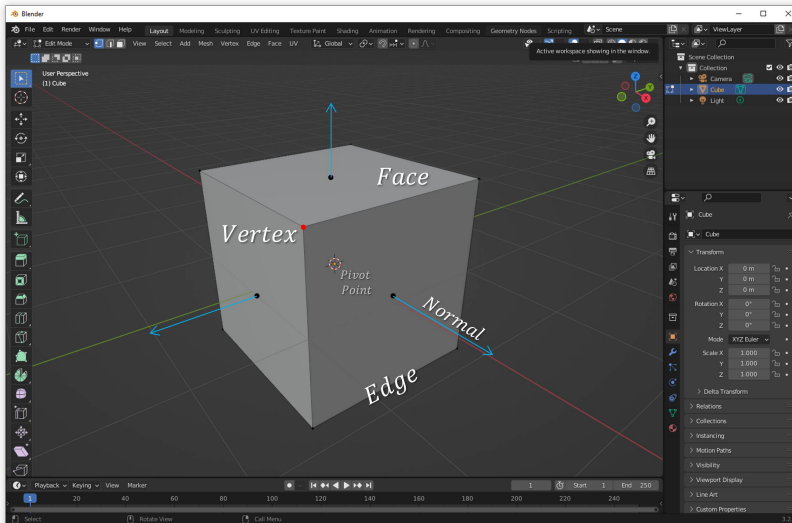 Blender
File Edit Render Window Help Layout Modeling Sculpting UV Editing Texture Paint Shading Animation Rendering Compositing Geometry Nodes Scripting Scene ViewLayer
Edit Mode View Select Add Mesh Vertex Edge Face UV Global
Active workspace showing in the window.
User Perspective
(1) Cube
Scene Collection
Collection
Camera
Cube
Light
Face
Vertex
Pivot
Point
Normal
Edge
X
Y
Z
Cube
Cube
Transform
Location X 0 m
Y 0 m
Z 0 m
Rotation X 0°
Y 0°
Z 0°
Mode XYZ Euler
Scale X 1.000
Y 1.000
Z 1.000
Delta Transform
Relations
Collections
Instancing
Motion Paths
Visibility
Viewport Display
Line Art
Custom Properties
Playback Keying View Marker 1 Start 1 End 250
1 20 40 60 80 100 120 140 160 180 200 220 240
Select Rotate View Call Menu